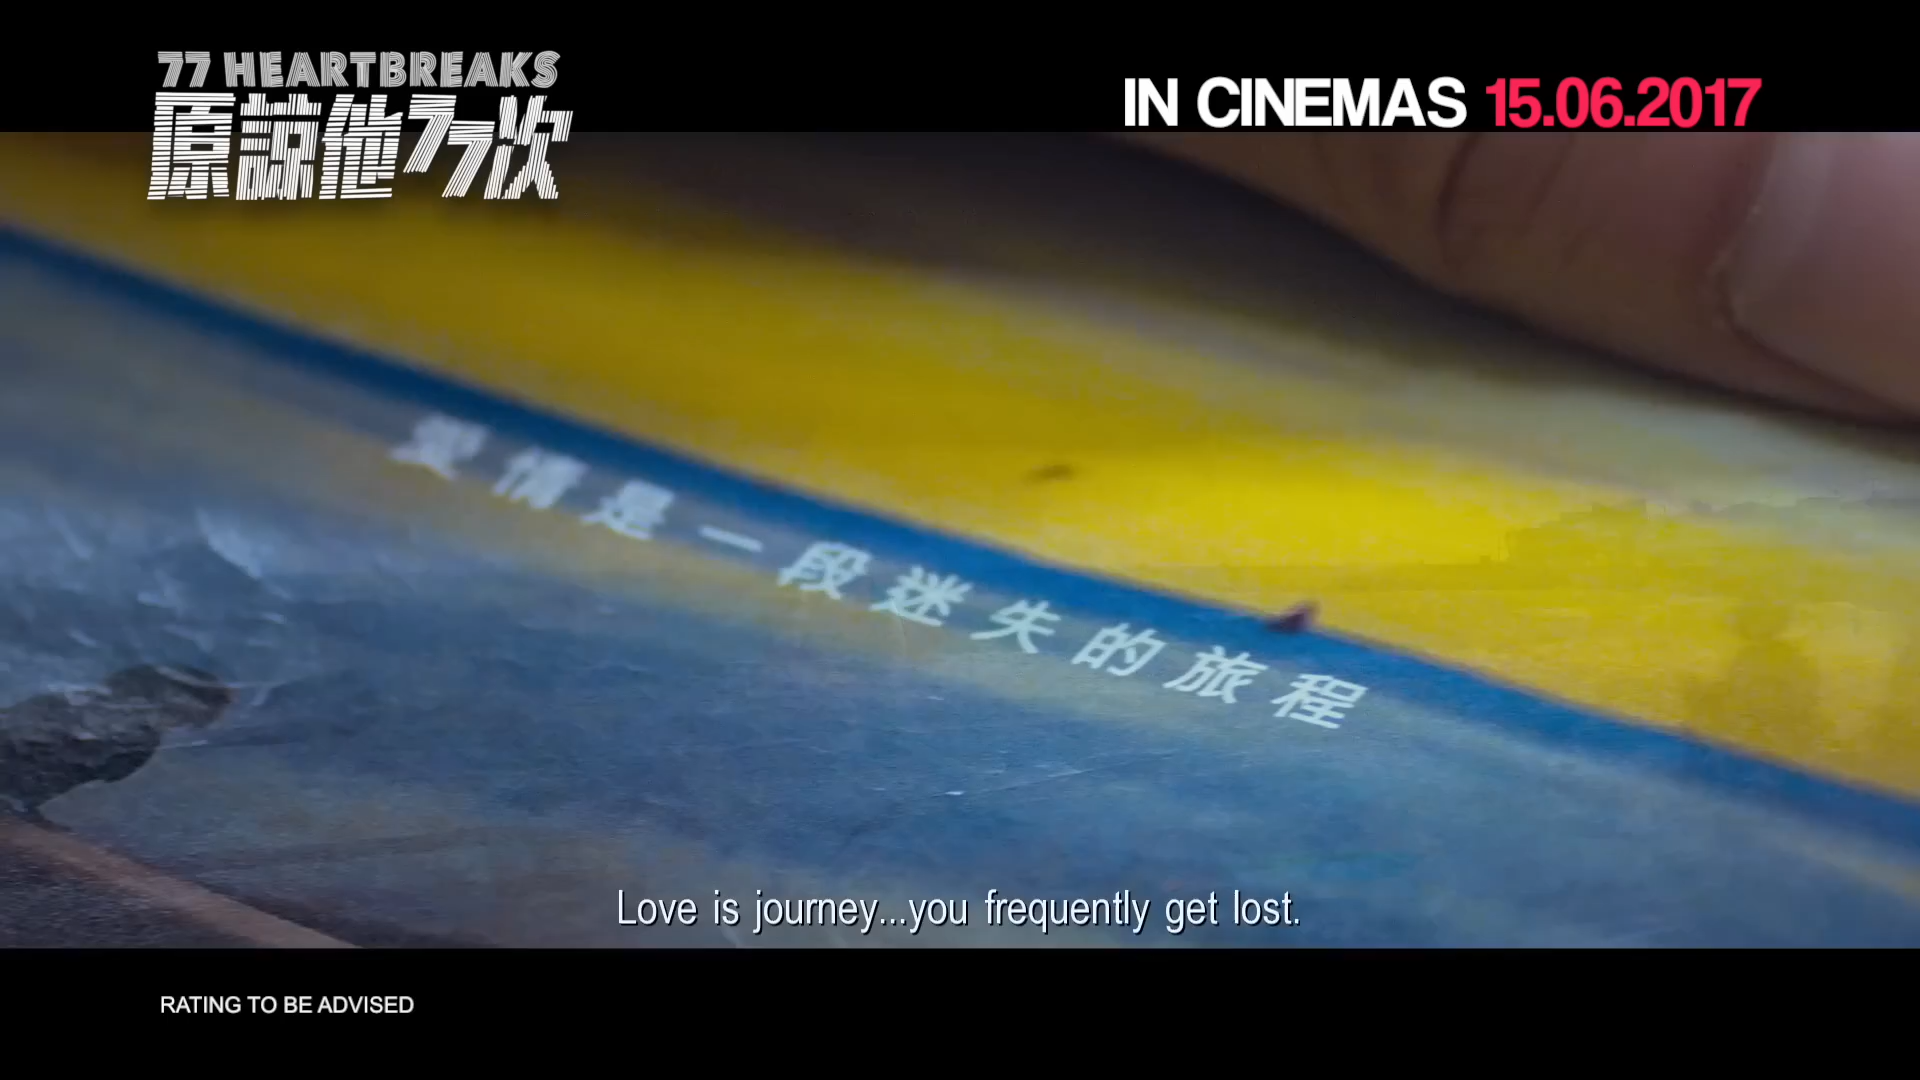 77 HEARTBREAKS
原諒他77次
IN CINEMAS 15.06.2017
愛情是一段迷失的旅程
Love is journey...you frequently get lost.
RATING TO BE ADVISED